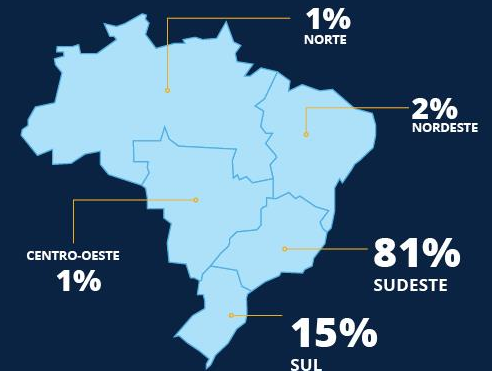 1%
NORTE
2%
NORDESTE
CENTRO-OESTE
1%
81%
SUDESTE
15%
SUL